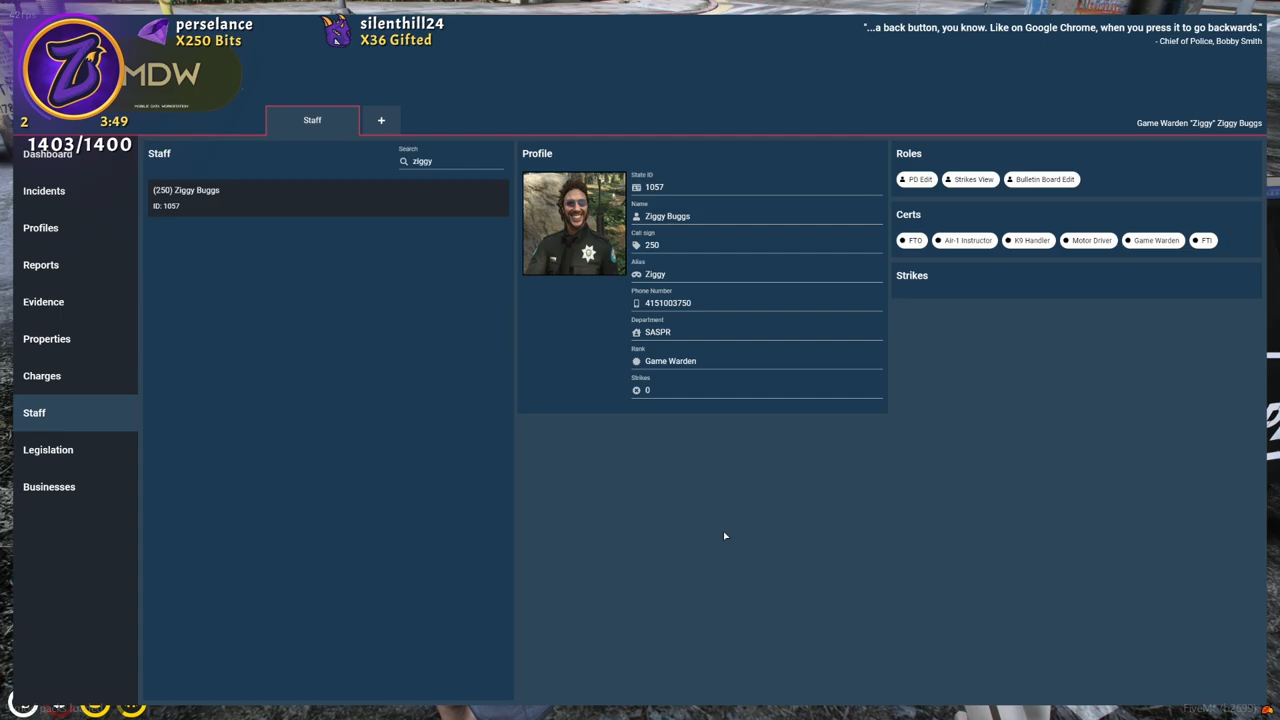 42fps
perselance
X250 Bits
silenthill24
X36 Gifted
"...a back button, you know. Like on Google Chrome, when you press it to go backwards."
- Chief of Police, Bobby Smith
MDW
MOBILE DATA WORKSTATION
2
3:49
1403/1400
Staff
+
Game Warden "Ziggy" Ziggy Buggs
Dashboard
Incidents
Profiles
Reports
Evidence
Properties
Charges
Staff
Legislation
Businesses
Staff
Search
ziggy
(250) Ziggy Buggs
ID: 1057
Profile
State ID
1057
Name
Ziggy Buggs
Call sign
250
Alias
Ziggy
Phone Number
4151003750
Department
SASPR
Rank
Game Warden
Strikes
0
Roles
PD Edit
Strikes View
Bulletin Board Edit
Certs
FTO
Air-1 Instructor
K9 Handler
Motor Driver
Game Warden
FTI
Strikes